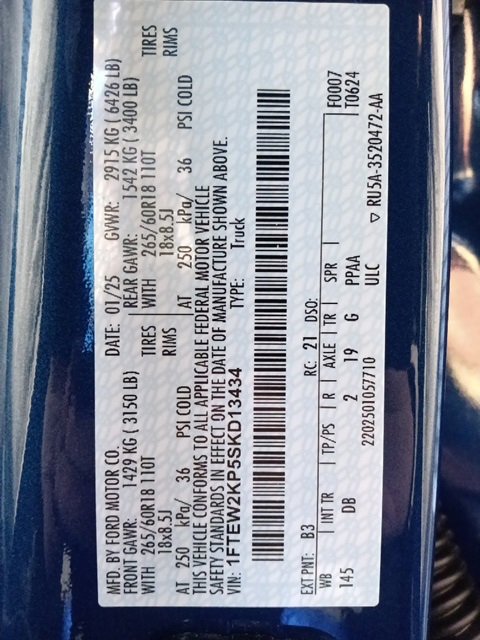 MFD. BY FORD MOTOR CO. DATE: 01/25 GVWR: 2915 KG ( 6426 LB)
FRONT GAWR: 1429 KG ( 3150 LB) REAR GAWR: 1542 KG ( 3400 LB)
WITH 265/60R18 110T TIRES WITH 265/60R18 110T TIRES
18x8.5J RIMS 18x8.5J RIMS
AT 250 kPa/ 36 PSI COLD AT 250 kPa/ 36 PSI COLD
THIS VEHICLE CONFORMS TO ALL APPLICABLE FEDERAL MOTOR VEHICLE
SAFETY STANDARDS IN EFFECT ON THE DATE OF MANUFACTURE SHOWN ABOVE.
VIN: 1FTEW2KP5SKD13434 TYPE: Truck
EXT PNT: B3 RC: 21 DSO: F0007
WB INT TR TP/PS R AXLE TR SPR T0624
145 DB 2 19 G PPAA
ULC
2202501057710 ▽ RU5A-3520472-AA